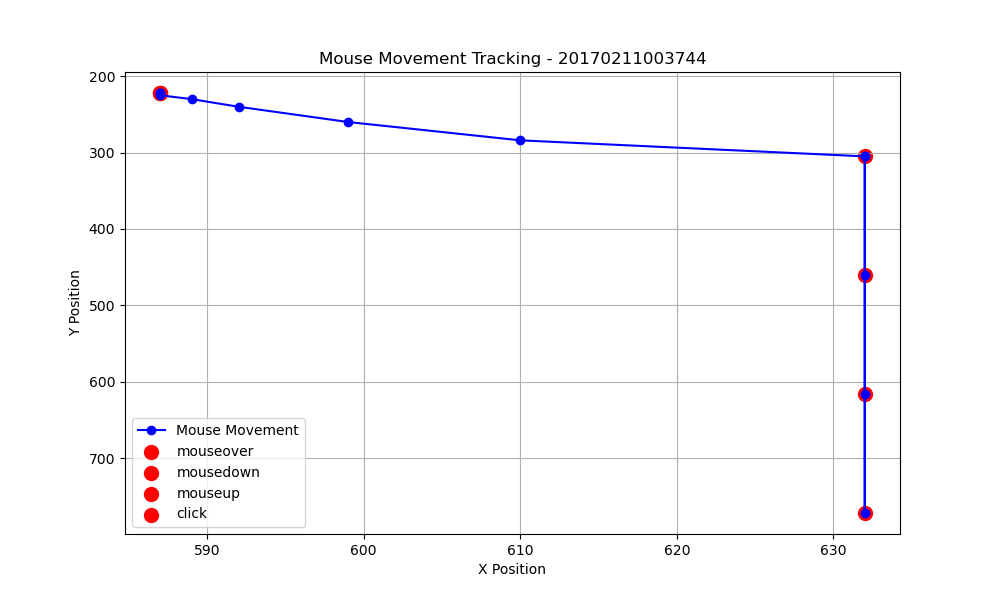 Mouse Movement Tracking - 20170211003744
200
300
400
500
600
700
Y Position
Mouse Movement
mouseover
mousedown
mouseup
click
590
600
610
620
630
X Position